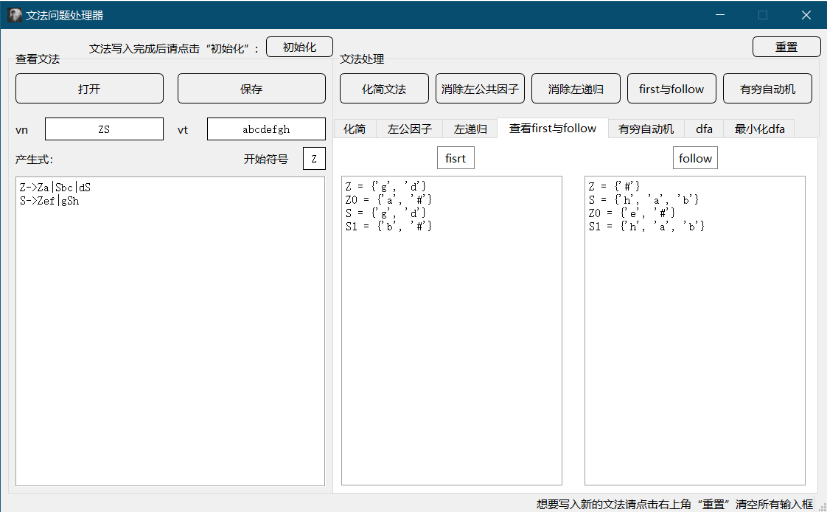 文法问题处理器
文法写入完成后请点击“初始化”： 初始化 重置
查看文法 文法处理
打开 保存 化简文法 消除左公共因子 消除左递归 first与follow 有穷自动机
vn ZS vt abcdefgh 化简 左公因子 左递归 查看first与follow 有穷自动机 dfa 最小化dfa
产生式： 开始符号 Z fisrt follow
Z->Za|Sbc|dS
S->Zef|gSh
Z = {'g', 'd'}
Z0 = {'a', '#'}
S = {'g', 'd'}
S1 = {'b', '#'}
Z = {'#'}
S = {'h', 'a', 'b'}
Z0 = {'e', '#'}
S1 = {'h', 'a', 'b'}
想要写入新的文法请点击右上角“重置”清空所有输入框